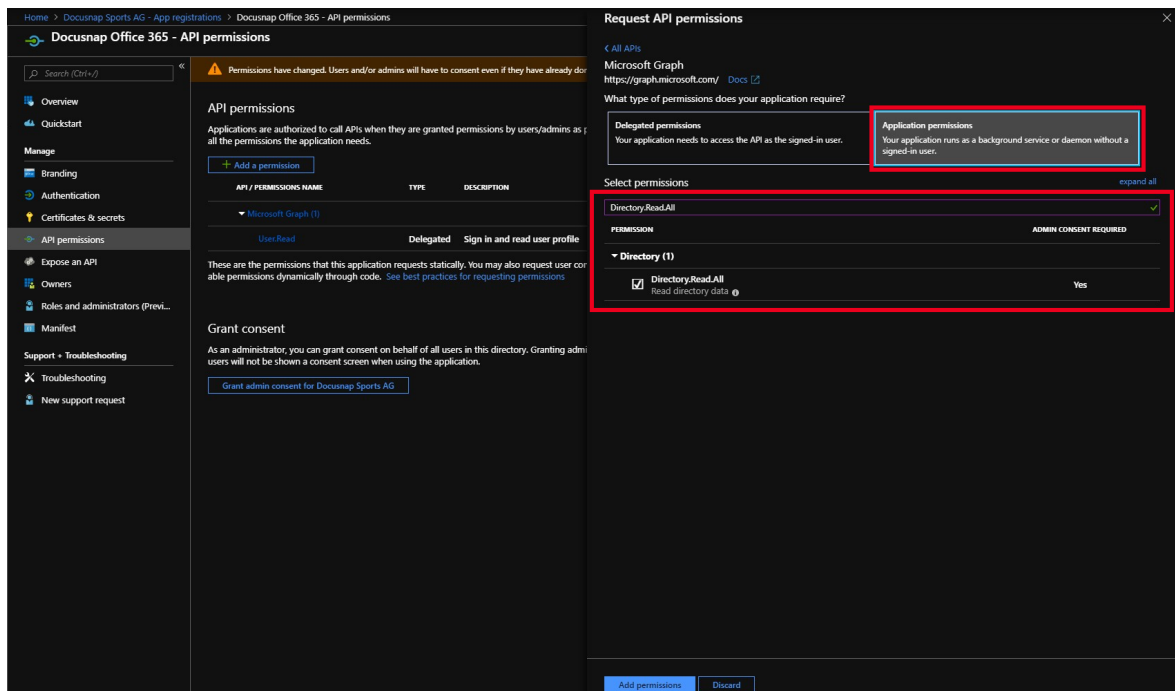 Home > Docusnap Sports AG - App registrations > Docusnap Office 365 - API permissions
Docusnap Office 365 - API permissions
Search (Ctrl+/)
«
Overview
Quickstart
Manage
Branding
Authentication
Certificates & secrets
API permissions
Expose an API
Owners
Roles and administrators (Previ...
Manifest
Support + Troubleshooting
Troubleshooting
New support request
Permissions have changed. Users and/or admins will have to consent even if they have already don
API permissions
Applications are authorized to call APIs when they are granted permissions by users/admins as p
all the permissions the application needs.
+ Add a permission
API / PERMISSIONS NAME TYPE DESCRIPTION
Microsoft Graph (1)
User.Read Delegated Sign in and read user profile
These are the permissions that this application requests statically. You may also request user con
able permissions dynamically through code. See best practices for requesting permissions
Grant consent
As an administrator, you can grant consent on behalf of all users in this directory. Granting admi
users will not be shown a consent screen when using the application.
Grant admin consent for Docusnap Sports AG
Request API permissions
< All APIs
Microsoft Graph
https://graph.microsoft.com/ Docs
What type of permissions does your application require?
Delegated permissions
Your application needs to access the API as the signed-in user.
Application permissions
Your application runs as a background service or daemon without a
signed-in user.
Select permissions expand all
Directory.Read.All
PERMISSION ADMIN CONSENT REQUIRED
Directory (1)
Directory.Read.All
Read directory data
Yes
Add permissions Discard